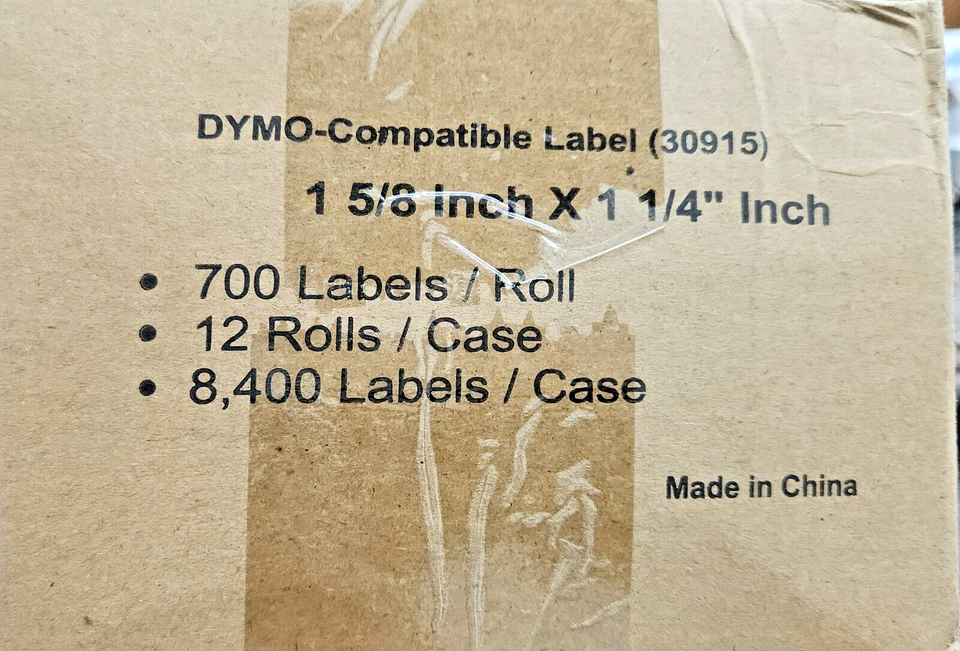 DYMO-Compatible Label (30915)
1 5/8 Inch X 1 1/4" Inch
• 700 Labels / Roll
• 12 Rolls / Case
• 8,400 Labels / Case
Made in China